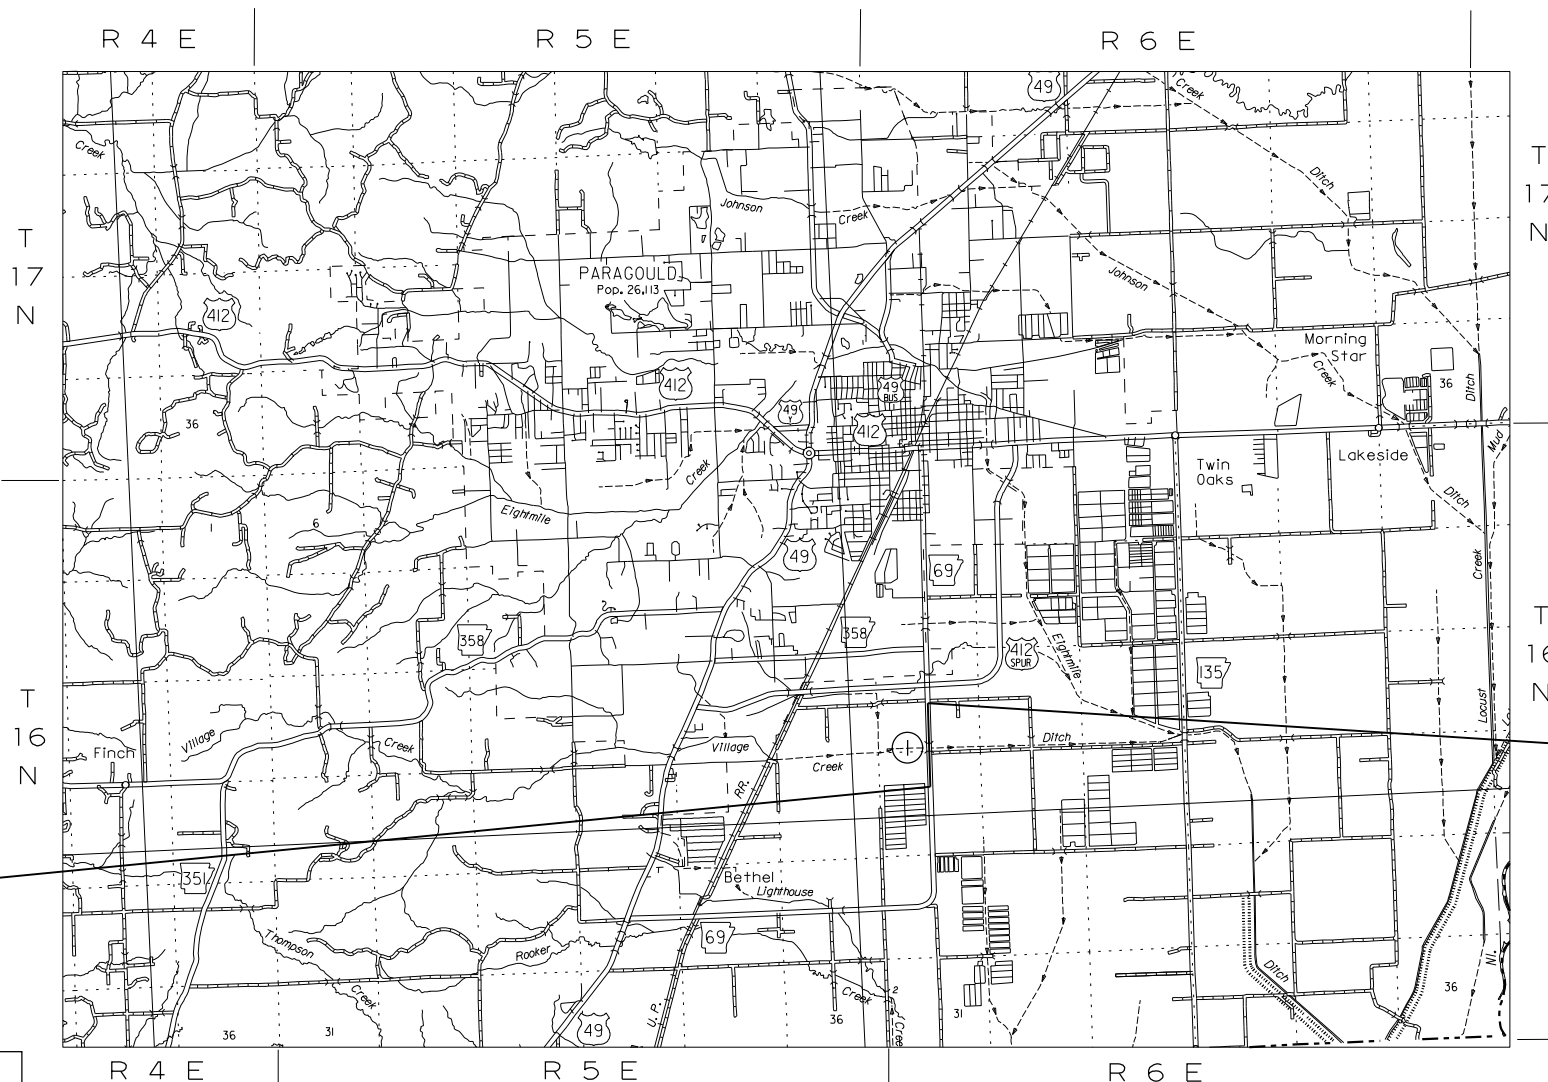 R 4 E
R 5 E
R 6 E
49
Creek
Creek
Ditch
T
17
N
T
17
N
Johnson
Creek
PARAGOULD
Pop. 26,113
Johnson
412
Morning
Star
Creek
412
49
BUS
49
412
36
36
Ditch
Mud
Creek
Twin
Oaks
Lakeside
Ditch
Eightmile
6
49
69
Creek
T
16
N
358
358
412
SPUR
Eightmile
135
T
16
N
Locust
Finch
Village
Creek
Village
Creek
Ditch
RR.
351
Bethel
Lighthouse
Thompson
Creek
Rooker
69
U. P.
Creek
2
Creek
Ditch
36
36
31
49
36
31
R 4 E
R 5 E
R 6 E